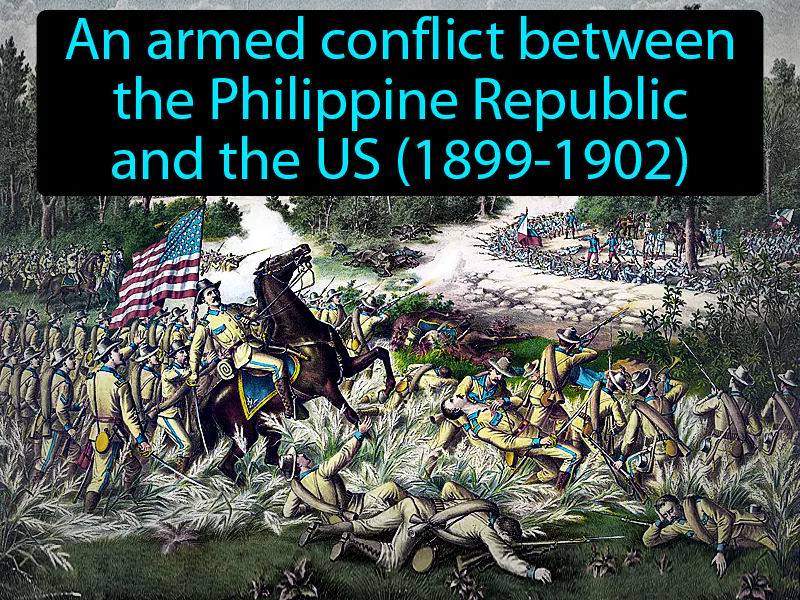 An armed conflict between
the Philippine Republic
and the US (1899-1902)